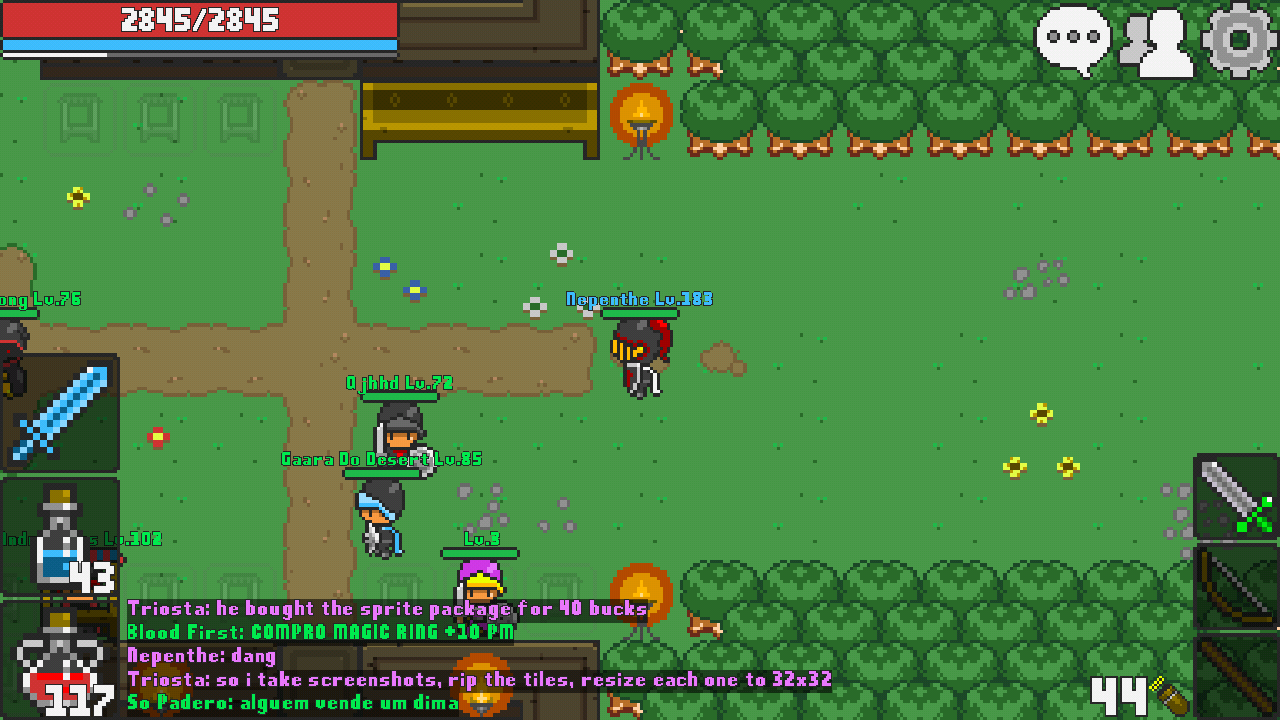 2845/2845
Nepenthe Lv.383
ong Lv.76
Ojhhd Lv.72
Gaara Do Desert Lv.85
Lv.3
s Lv.102
43
Triosta: he bought the sprite package for 40 bucks
Blood First: COMPRO MAGIC RING +10 PM
Nepenthe: dang
Triosta: so i take screenshots, rip the tiles, resize each one to 32x32
So Padero: alguem vende um dima
117
44